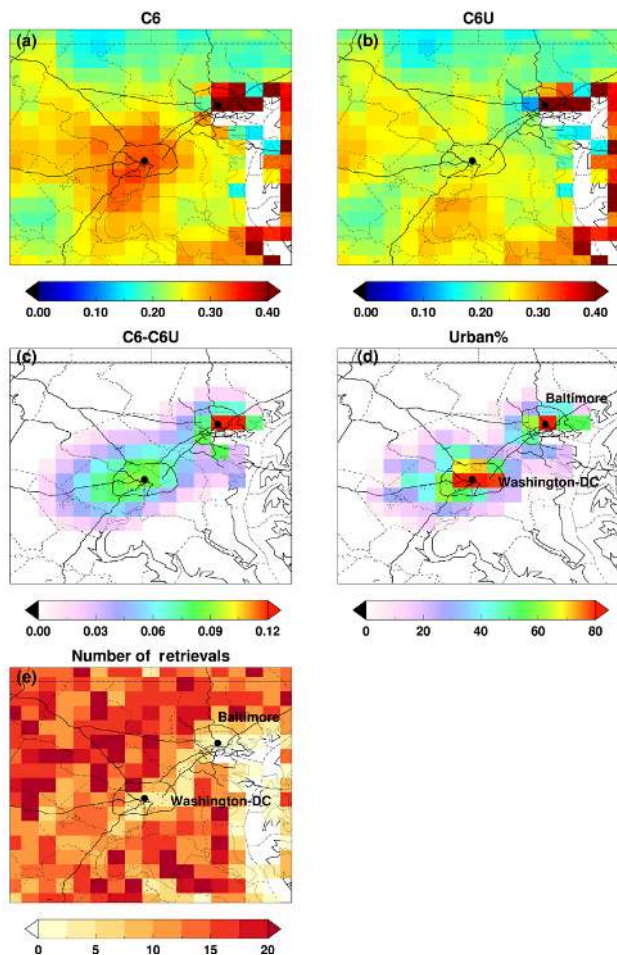 C6 C6U
(a) (b)
0.00 0.10 0.20 0.30 0.40 0.00 0.10 0.20 0.30 0.40
C6-C6U Urban%
(c) (d)
Baltimore
Washington-DC
0.00 0.03 0.06 0.09 0.12 0 20 40 60 80
Number of retrievals
(e)
Baltimore
Washington-DC
0 5 10 15 20